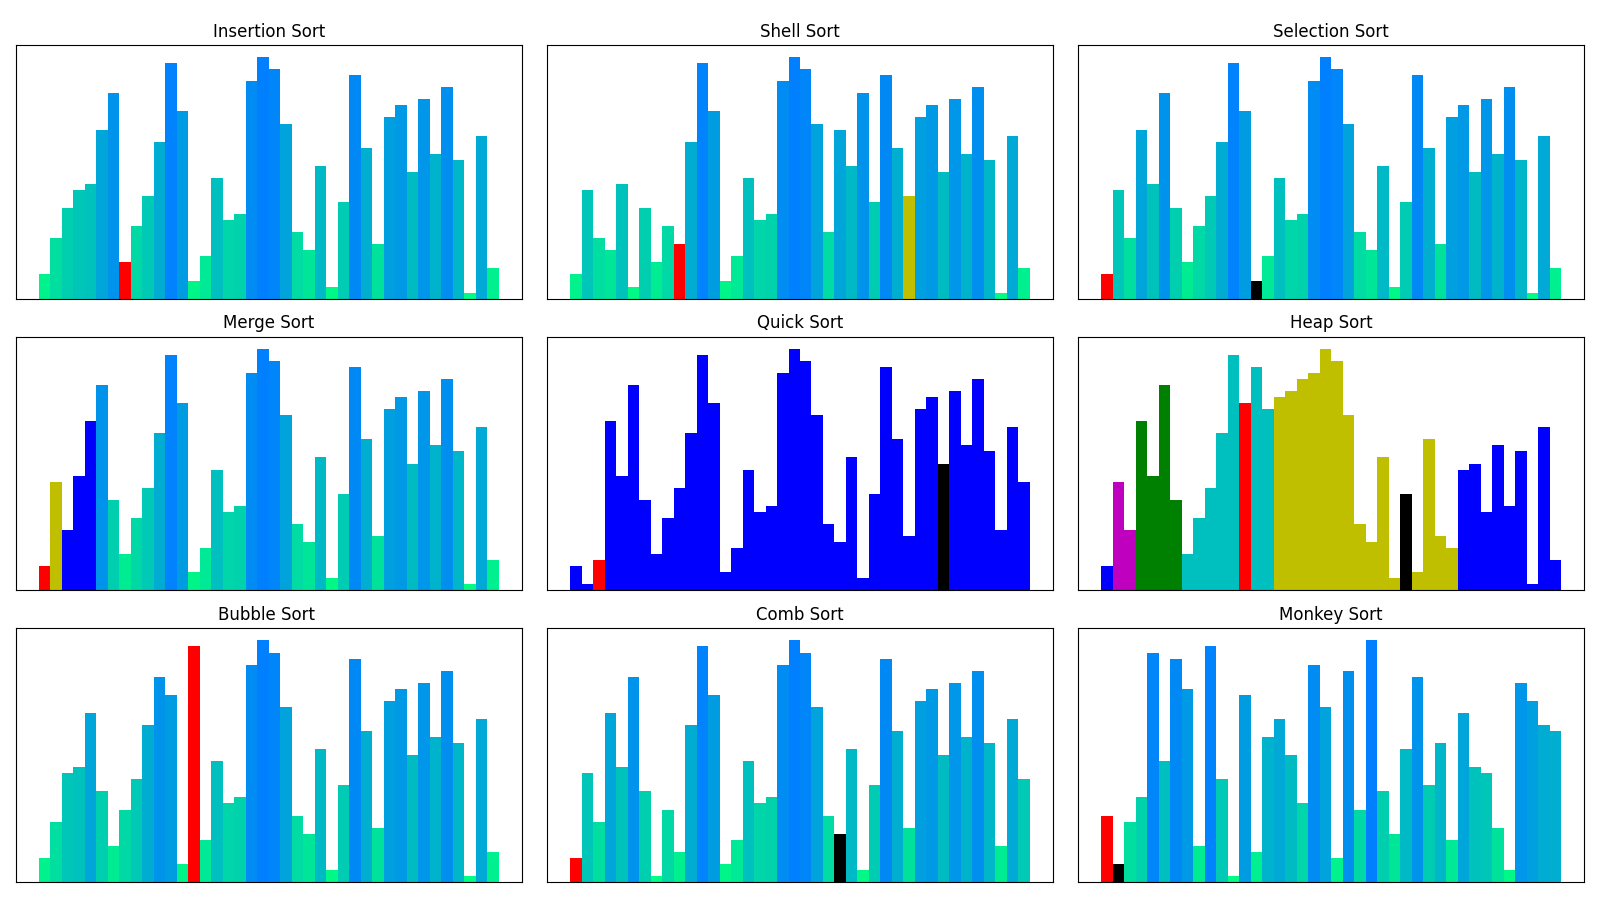 Insertion Sort
Shell Sort
Selection Sort
Merge Sort
Quick Sort
Heap Sort
Bubble Sort
Comb Sort
Monkey Sort